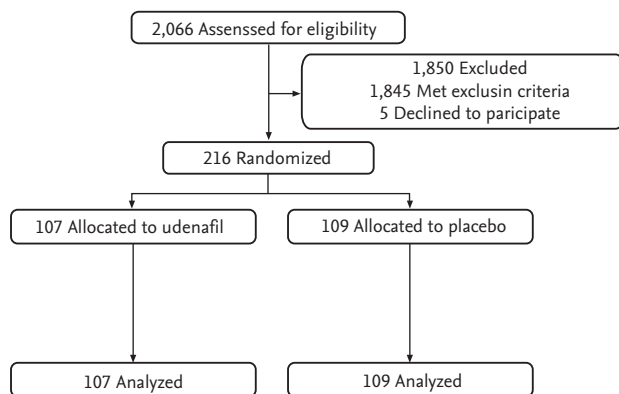 2,066 Assenssed for eligibility
1,850 Excluded
1,845 Met exclusin criteria
5 Declined to paricipate
216 Randomized
107 Allocated to udenafil
109 Allocated to placebo
107 Analyzed
109 Analyzed